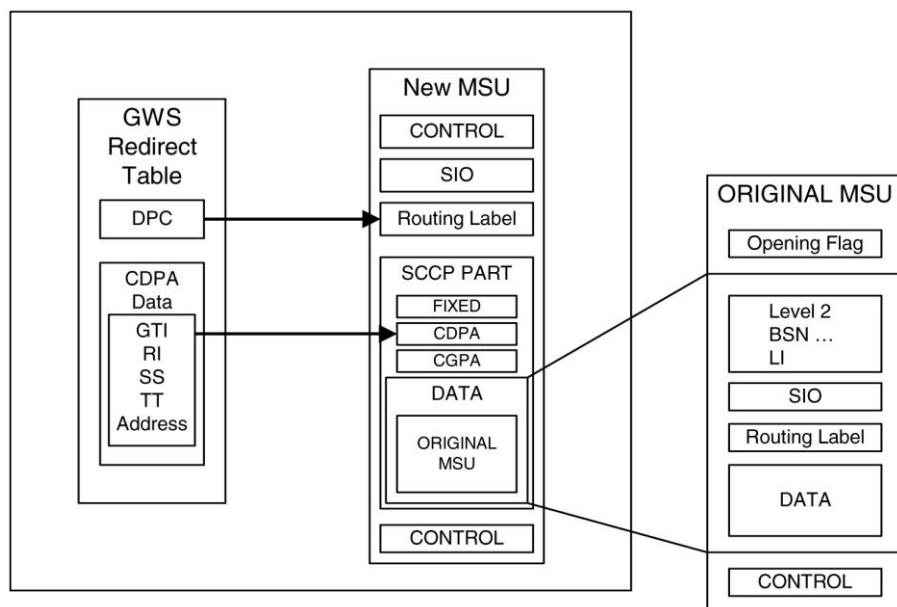 GWS
Redirect
Table
DPC
CDPA
Data
GTI
RI
SS
TT
Address
New MSU
CONTROL
SIO
Routing Label
SCCP PART
FIXED
CDPA
CGPA
DATA
ORIGINAL
MSU
CONTROL
ORIGINAL MSU
Opening Flag
Level 2
BSN ...
LI
SIO
Routing Label
DATA
CONTROL